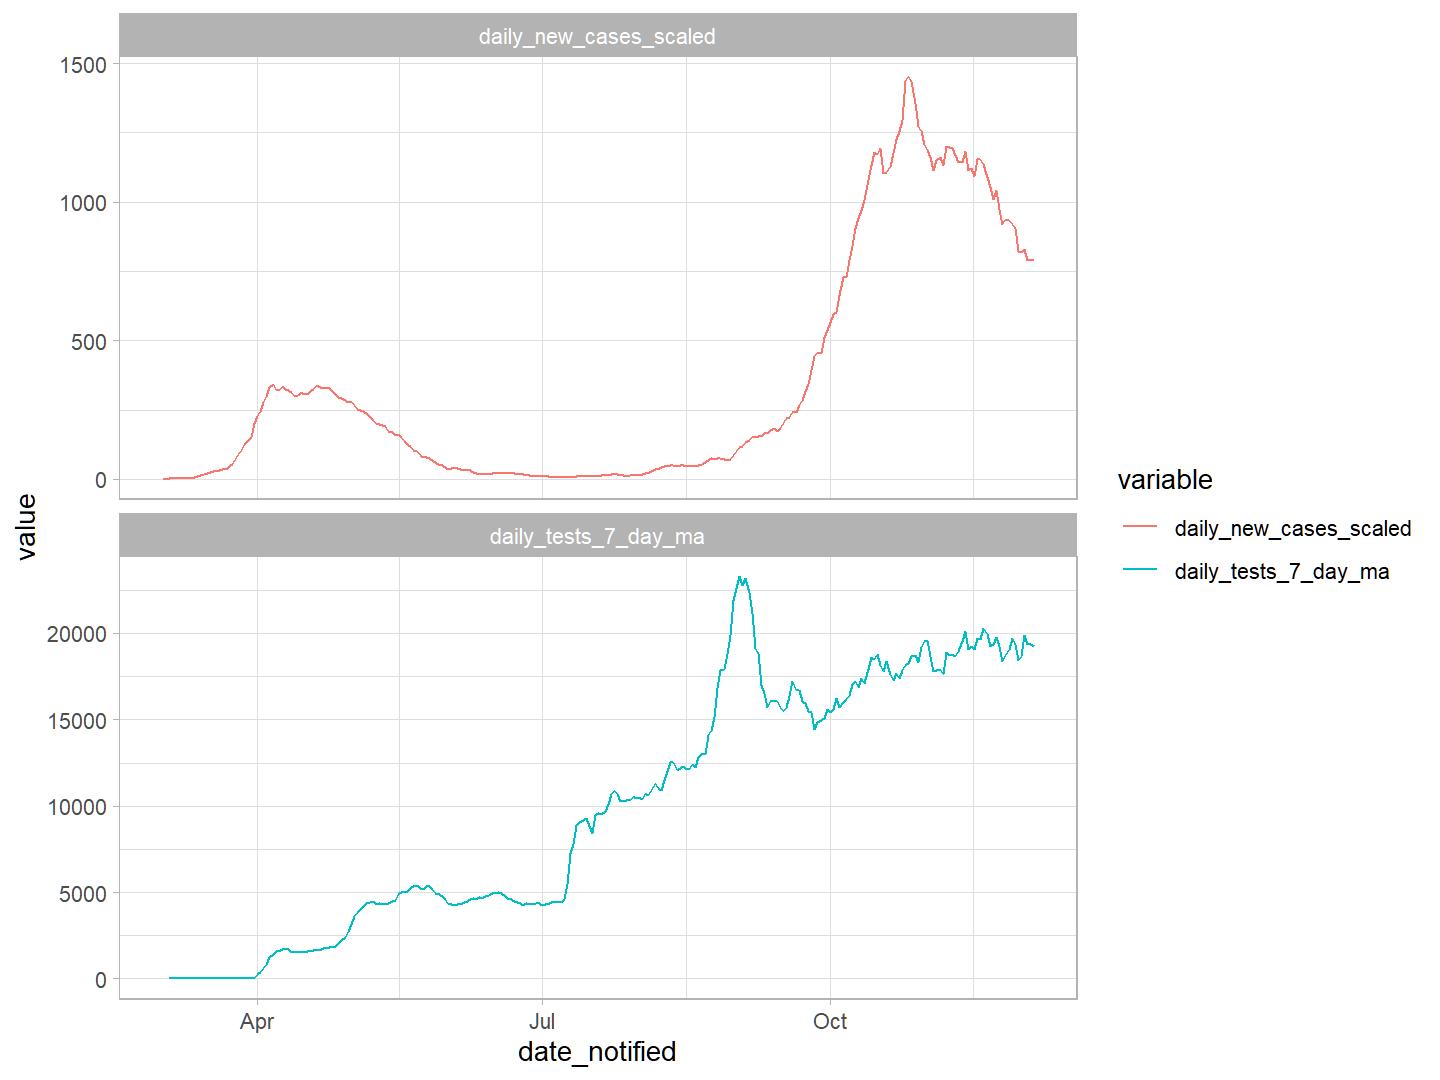 daily_new_cases_scaled
1500
1000
500
0
daily_tests_7_day_ma
20000
15000
10000
5000
0
Apr
Jul
Oct
date_notified
value
variable
daily_new_cases_scaled
daily_tests_7_day_ma